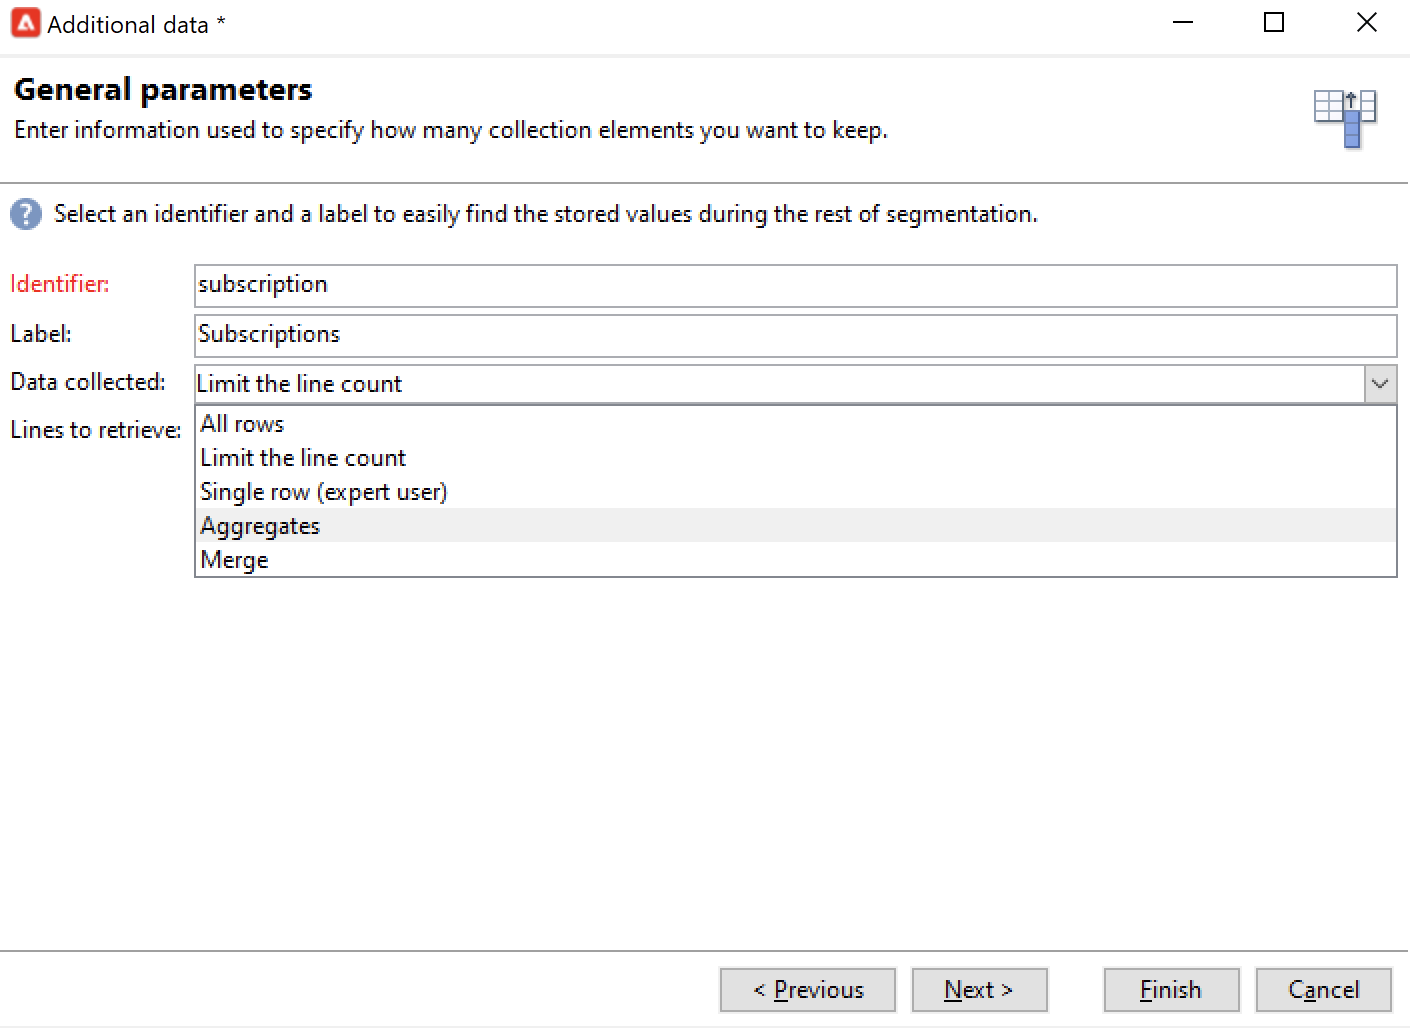 Additional data *
General parameters
Enter information used to specify how many collection elements you want to keep.
? Select an identifier and a label to easily find the stored values during the rest of segmentation.
Identifier: subscription
Label: Subscriptions
Data collected: Limit the line count
Lines to retrieve:
All rows
Limit the line count
Single row (expert user)
Aggregates
Merge
< Previous Next > Finish Cancel